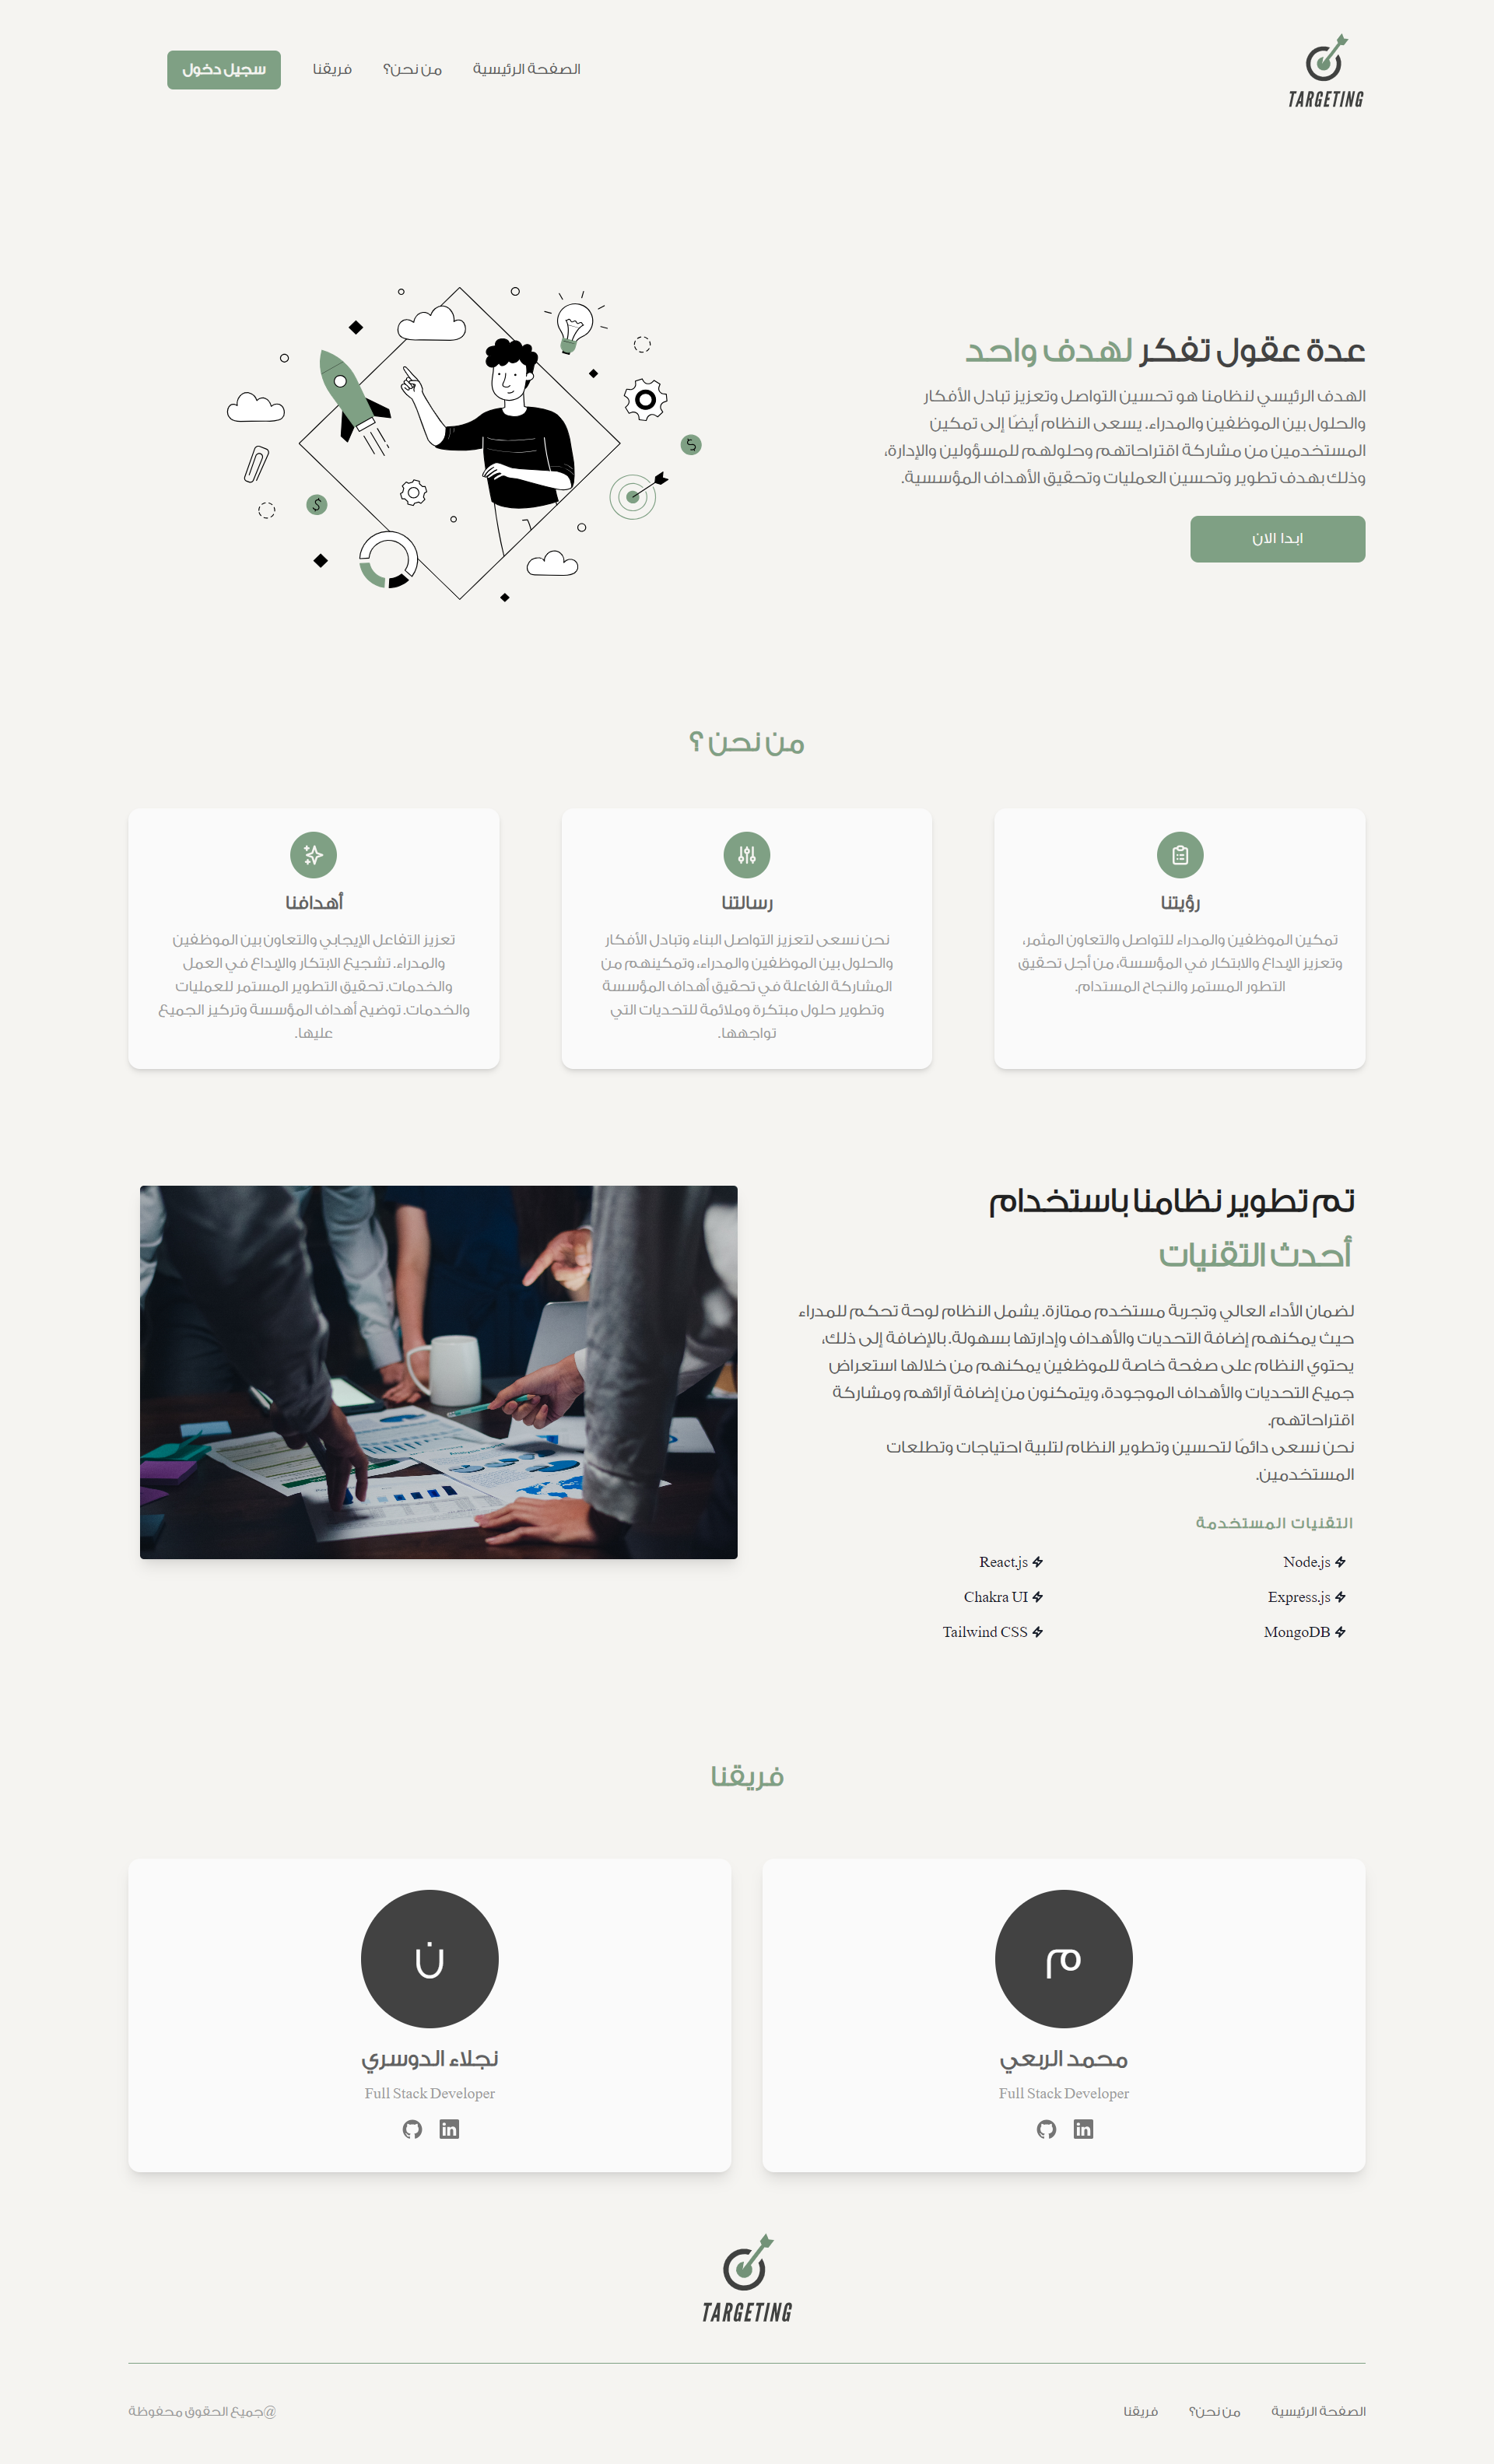 TARGETING
الصفحة الرئيسية
من نحن؟
فريقنا
سجيل دخول
عدة عقول تفكر لهدف واحد
الهدف الرئيسي لنظامنا هو تحسين التواصل وتعزيز تبادل الأفكار
والحلول بين الموظفين والمدراء. يسعى النظام أيضًا إلى تمكين
المستخدمين من مشاركة اقتراحاتهم وحلولهم للمسؤولين والإدارة،
وذلك بهدف تطوير وتحسين العمليات وتحقيق الأهداف المؤسسية.
ابدا الان
من نحن ؟
رؤيتنا
تمكين الموظفين والمدراء للتواصل والتعاون المثمر،
وتعزيز الإبداع والابتكار في المؤسسة، من أجل تحقيق
التطور المستمر والنجاح المستدام.
رسالتنا
نحن نسعى لتعزيز التواصل البناء وتبادل الأفكار
والحلول بين الموظفين والمدراء، وتمكينهم من
المشاركة الفاعلة في تحقيق أهداف المؤسسة
وتطوير حلول مبتكرة وملائمة للتحديات التي
تواجهها.
أهدافنا
تعزيز التفاعل الإيجابي والتعاون بين الموظفين
والمدراء. تشجيع الابتكار والإبداع في العمل
والخدمات. تحقيق التطوير المستمر للعمليات
والخدمات. توضيح أهداف المؤسسة وتركيز الجميع
عليها.
تم تطوير نظامنا باستخدام
أحدث التقنيات
لضمان الأداء العالي وتجربة مستخدم ممتازة. يشمل النظام لوحة تحكم للمدراء
حيث يمكنهم إضافة التحديات والأهداف وإدارتها بسهولة. بالإضافة إلى ذلك،
يحتوي النظام على صفحة خاصة للموظفين يمكنهم من خلالها استعراض
جميع التحديات والأهداف الموجودة، ويتمكنون من إضافة آرائهم ومشاركة
اقتراحاتهم.
نحن نسعى دائمًا لتحسين وتطوير النظام لتلبية احتياجات وتطلعات
المستخدمين.
التقنيات المستخدمة
Node.js
React.js
Express.js
Chakra UI
MongoDB
Tailwind CSS
فريقنا
م
محمد الربعي
Full Stack Developer
ن
نجلاء الدوسري
Full Stack Developer
TARGETING
الصفحة الرئيسية
من نحن؟
فريقنا
@جميع الحقوق محفوظة